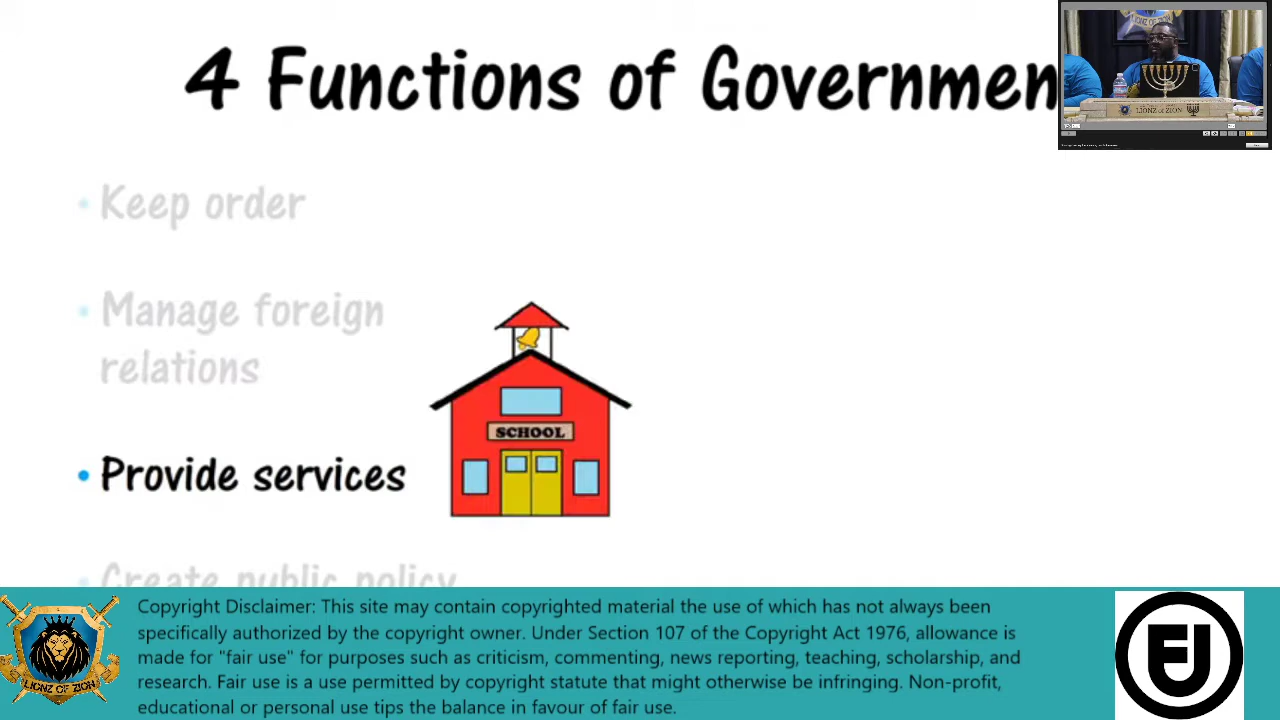 4 Functions of Governmen
• Keep order
• Manage foreign
relations
SCHOOL
• Provide services
• Create public policy
LIONZ OF ZION
Copyright Disclaimer: This site may contain copyrighted material the use of which has not always been
specifically authorized by the copyright owner. Under Section 107 of the Copyright Act 1976, allowance is
made for "fair use" for purposes such as criticism, commenting, news reporting, teaching, scholarship, and
research. Fair use is a use permitted by copyright statute that might otherwise be infringing. Non-profit,
educational or personal use tips the balance in favour of fair use.
LIONZ OF ZION